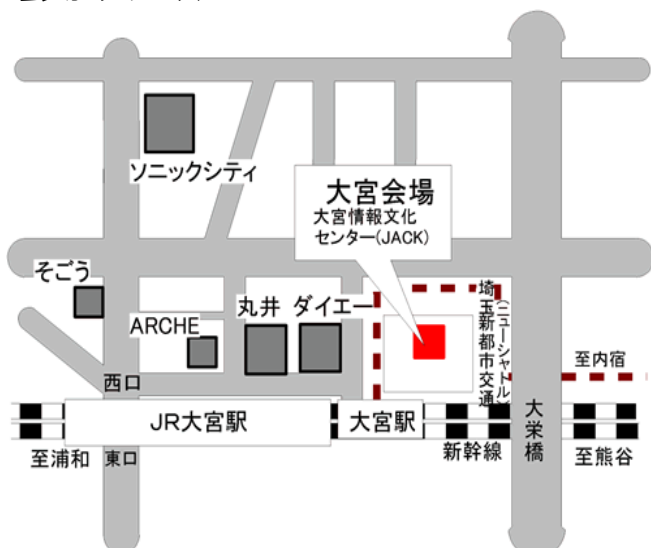 ソニックシティ
大宮会場
大宮情報文化
センター(JACK)
そごう
丸井
ダイエー
ARCHE
埼玉新都市交通
(ニューシャトル)
至内宿
西口
JR大宮駅
大宮駅
大栄橋
至浦和
東口
新幹線
至熊谷